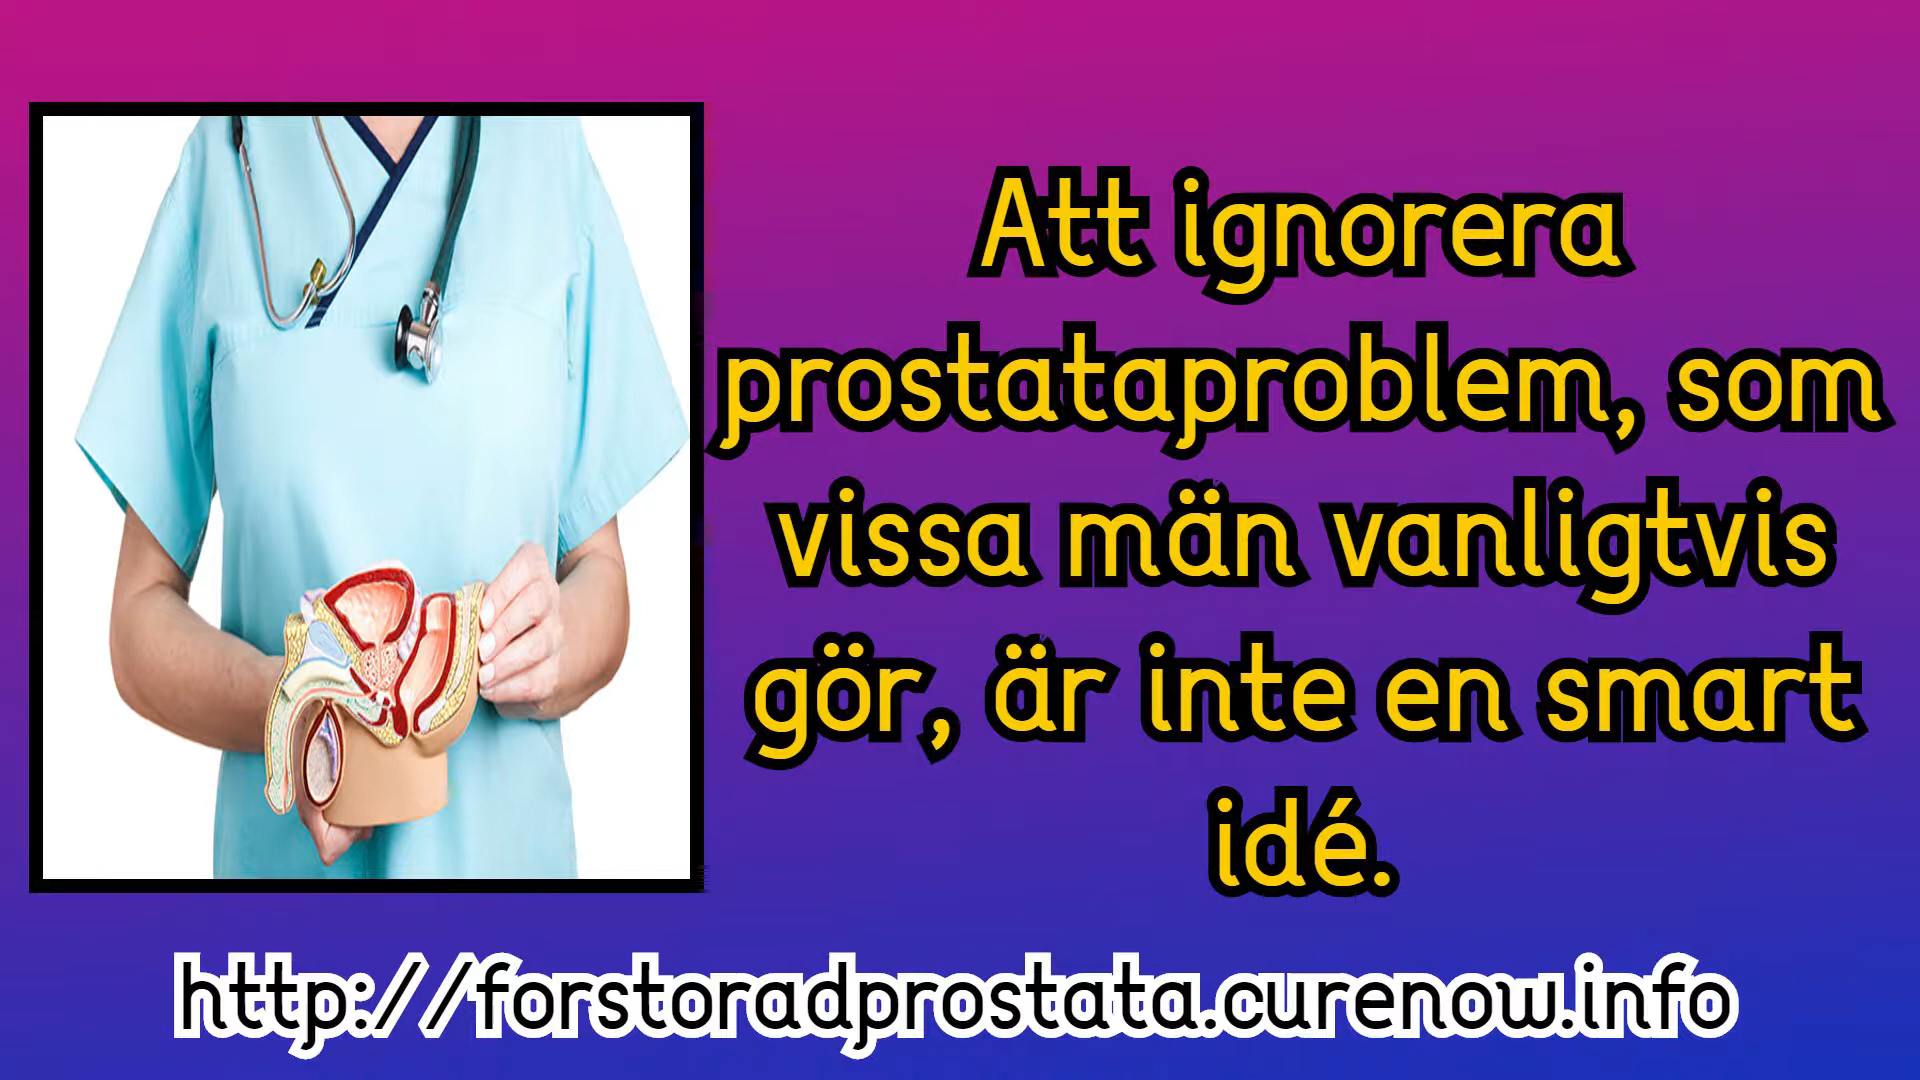 Att ignorera
prostataproblem, som
vissa män vanligtvis
gör, är inte en smart
idé.
http://forstoradprostata.curenow.info